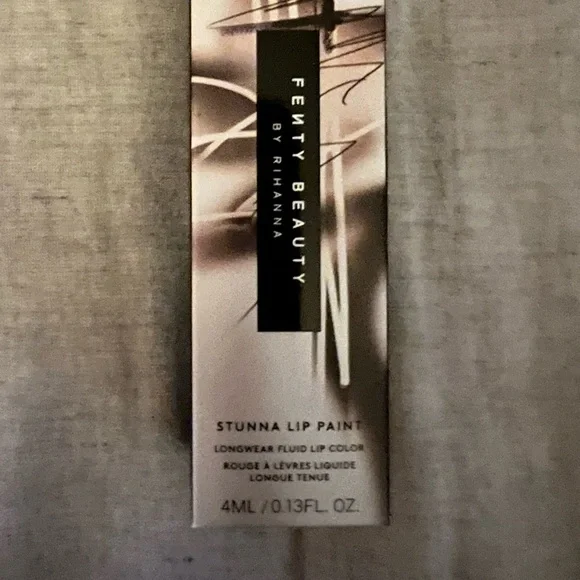 FEИTY BEAUTY
BY RIHANNA
STUNNA LIP PAINT
LONGWEAR FLUID LIP COLOR
ROUGE À LÈVRES LIQUIDE
LONGUE TENUE
4ML / 0.13FL. OZ.